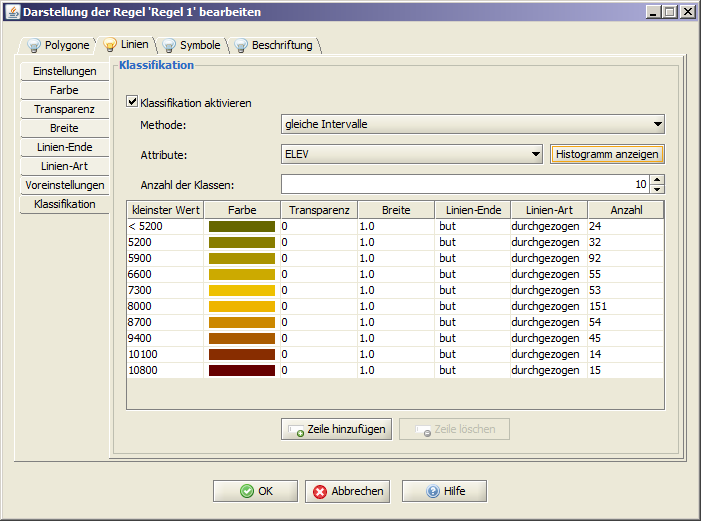 Darstellung der Regel 'Regel 1' bearbeiten
Polygone Linien Symbole Beschriftung
Einstellungen
Farbe
Transparenz
Breite
Linien-Ende
Linien-Art
Voreinstellungen
Klassifikation
Klassifikation
Klassifikation aktivieren
Methode: gleiche Intervalle
Attribute: ELEV Histogramm anzeigen
Anzahl der Klassen: 10
kleinster Wert Farbe Transparenz Breite Linien-Ende Linien-Art Anzahl
< 5200 0 1.0 but durchgezogen 24
5200 0 1.0 but durchgezogen 32
5900 0 1.0 but durchgezogen 92
6600 0 1.0 but durchgezogen 55
7300 0 1.0 but durchgezogen 53
8000 0 1.0 but durchgezogen 151
8700 0 1.0 but durchgezogen 54
9400 0 1.0 but durchgezogen 45
10100 0 1.0 but durchgezogen 14
10800 0 1.0 but durchgezogen 15
Zeile hinzufügen Zeile löschen
OK Abbrechen Hilfe